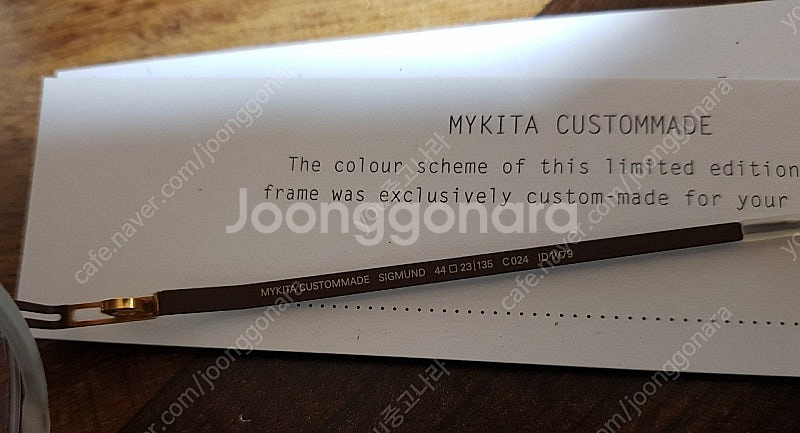 MYKITA CUSTOMMADE
The colour scheme of this limited edition
frame was exclusively custom-made for your
Joonggonara
MYKITA CUSTOMMADE SIGMUND 44□23|135 C024 ID1W79
cafe.naver.com/joonggonara